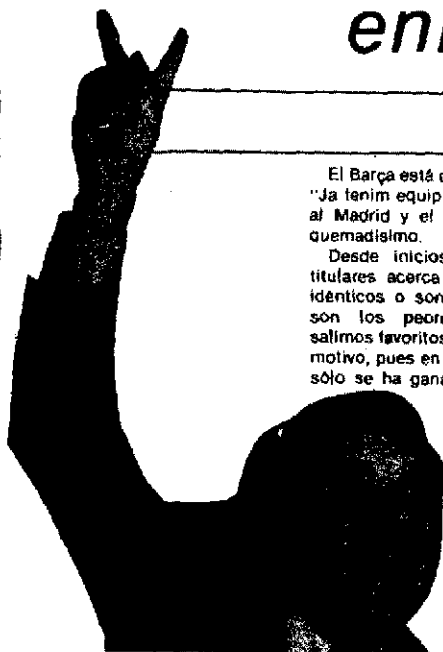 en
El Barça está
"Ja tenim equip
al Madrid y el
quemadísimo.
Desde inicios
titulares acerca
idénticos o son
son los peor
salimos favoritos
motivo, pues en
sólo se ha gana